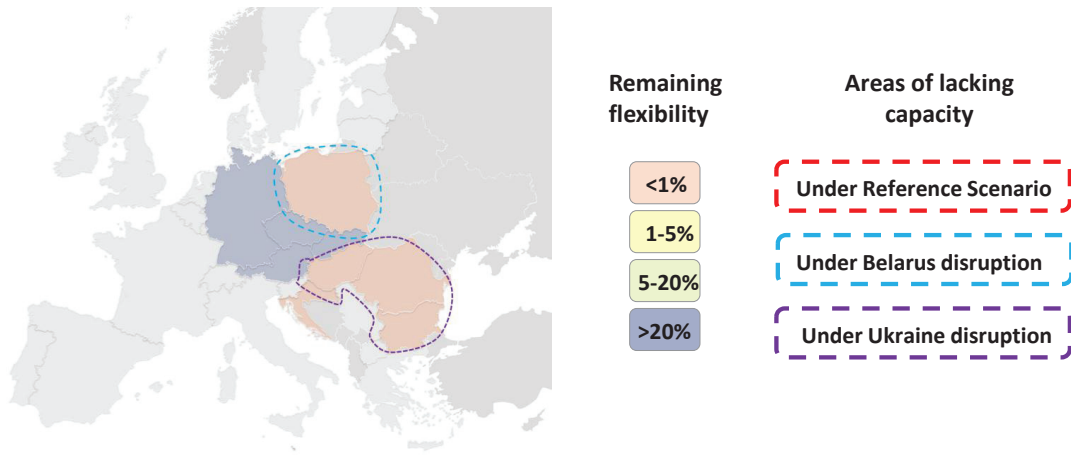 Remaining
flexibility
Areas of lacking
capacity
<1%
Under Reference Scenario
1-5%
Under Belarus disruption
5-20%
>20%
Under Ukraine disruption